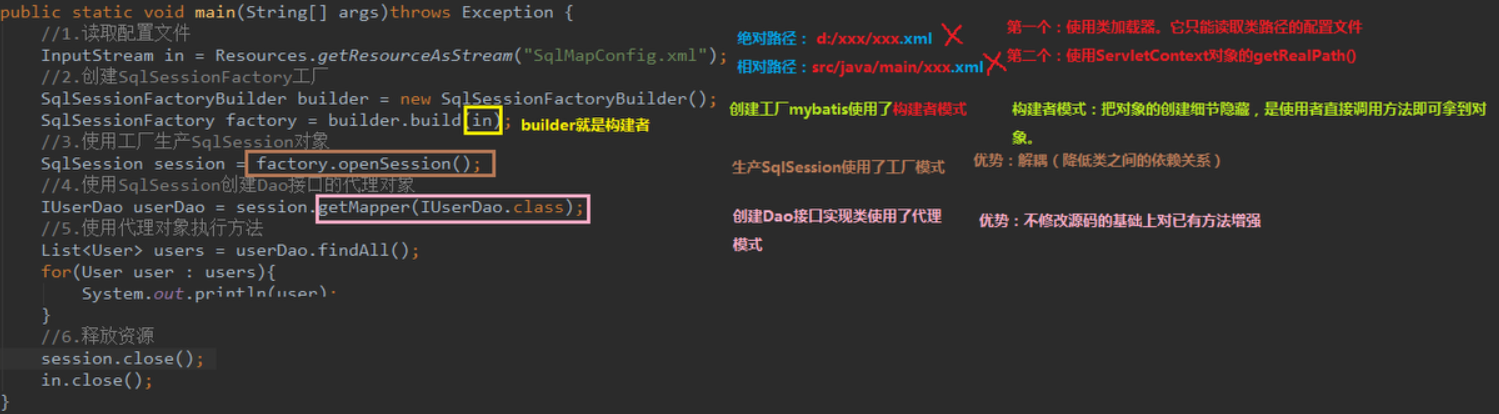 public static void main(String[] args)throws Exception {
//1.读取配置文件
InputStream in = Resources.getResourceAsStream("SqlMapConfig.xml");
//2.创建SqlSessionFactory工厂
SqlSessionFactoryBuilder builder = new SqlSessionFactoryBuilder();
SqlSessionFactory factory = builder.build(in);
builder就是构建者
//3.使用工厂生产SqlSession对象
SqlSession session = factory.openSession();
//4.使用SqlSession创建Dao接口的代理对象
IUserDao userDao = session.getMapper(IUserDao.class);
//5.使用代理对象执行方法
List<User> users = userDao.findAll();
for(User user : users){
System.out.println(user);
}
//6.释放资源
session.close();
in.close();
}
绝对路径： d:/xxx/xxx.xml
相对路径：src/java/main/xxx.xml
第一个：使用类加载器。它只能读取类路径的配置文件
第二个：使用ServletContext对象的getRealPath()
创建工厂mybatis使用了构建者模式
构建者模式：把对象的创建细节隐藏，是使用者直接调用方法即可拿到对
象。
生产SqlSession使用了工厂模式
优势：解耦（降低类之间的依赖关系）
创建Dao接口实现类使用了代理
模式
优势：不修改源码的基础上对已有方法增强